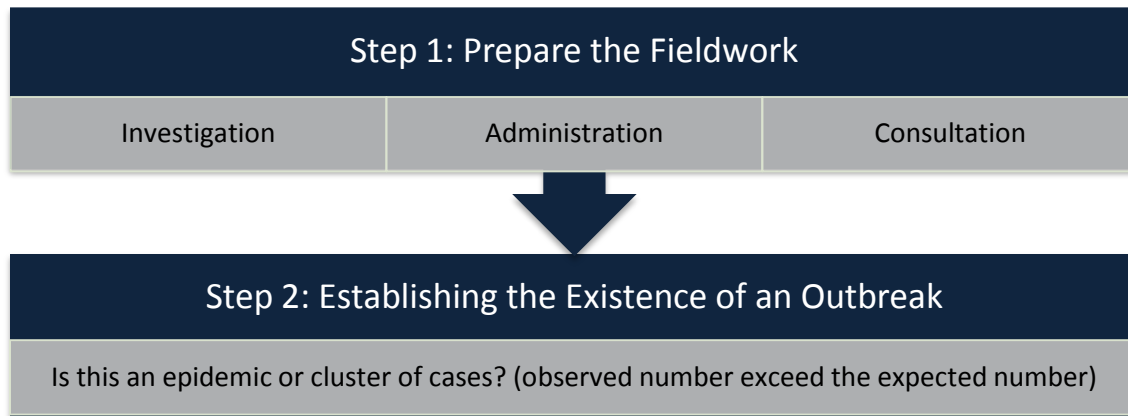 Step 1: Prepare the Fieldwork
Investigation
Administration
Consultation
Step 2: Establishing the Existence of an Outbreak
Is this an epidemic or cluster of cases? (observed number exceed the expected number)